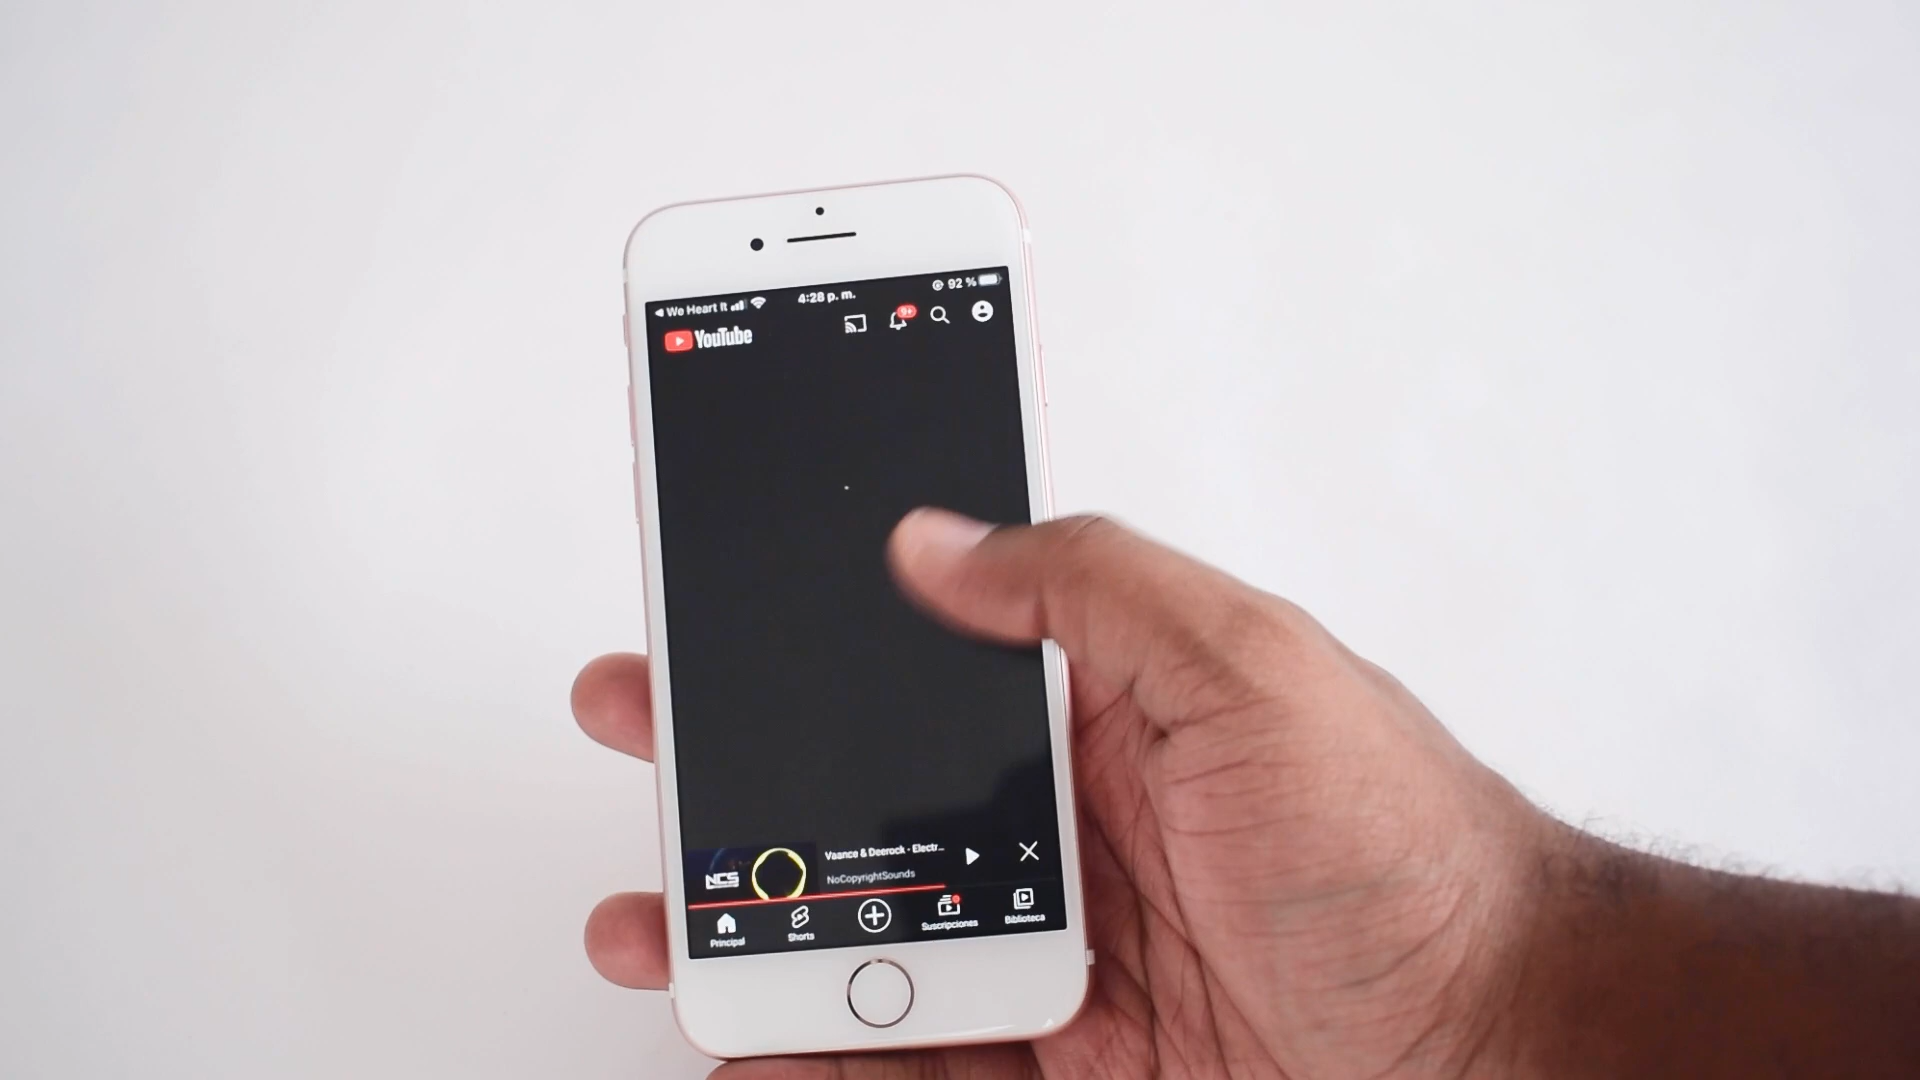 We Heart It
4:28 p. m.
92 %
YouTube
9+
NCS
Vaance & Deerock - Electr...
NoCopyrightSounds
Principal
Shorts
Suscripciones
Biblioteca